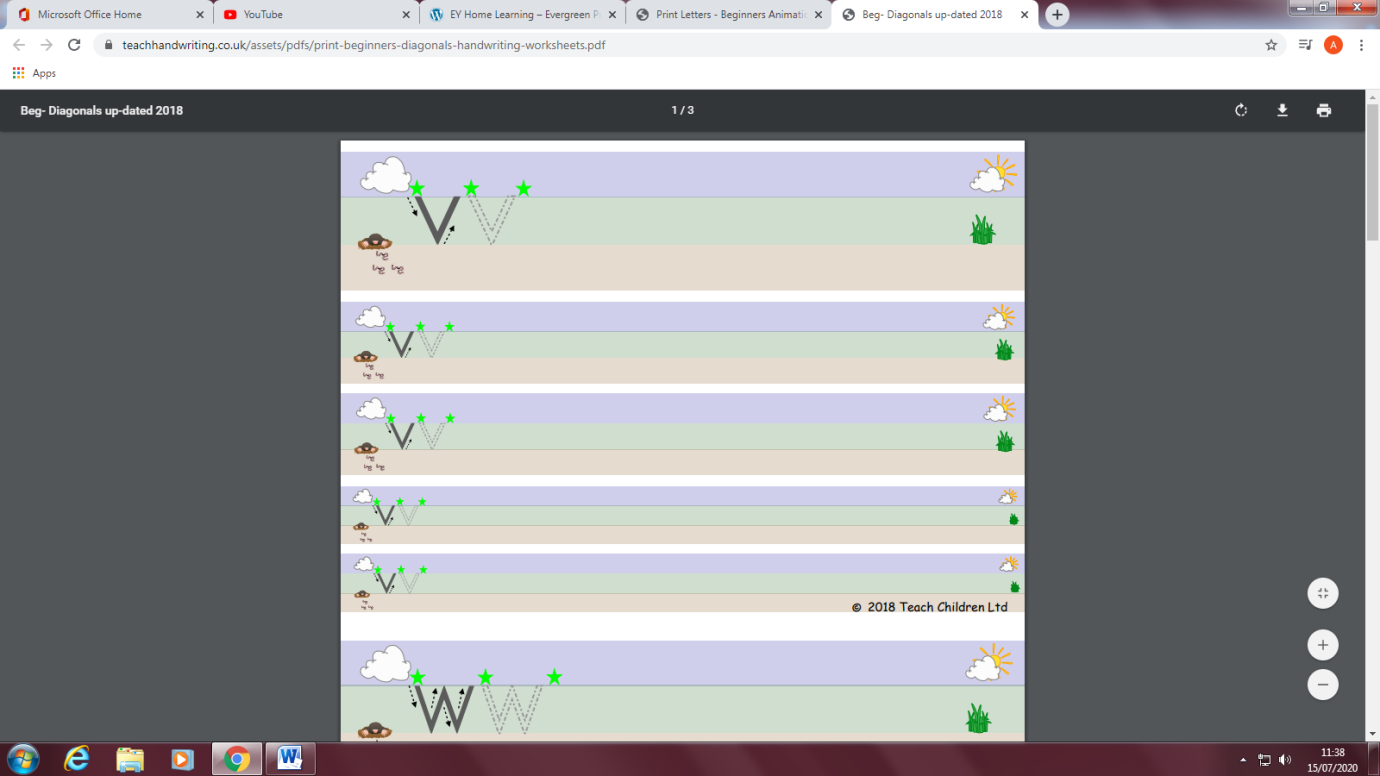 Microsoft Office Home
YouTube
EY Home Learning – Evergreen P
Print Letters - Beginners Animatic
Beg- Diagonals up-dated 2018
teachhandwriting.co.uk/assets/pdfs/print-beginners-diagonals-handwriting-worksheets.pdf
A
Apps
Beg- Diagonals up-dated 2018
1 / 3
v v
v v
v v
v v
v v
© 2018 Teach Children Ltd
w w
11:38
15/07/2020